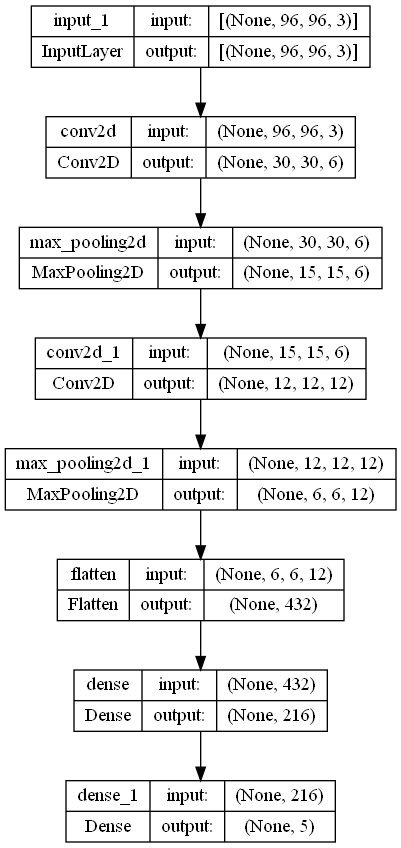 input_1 input: [(None, 96, 96, 3)]
InputLayer output: [(None, 96, 96, 3)]
conv2d input: (None, 96, 96, 3)
Conv2D output: (None, 30, 30, 6)
max_pooling2d input: (None, 30, 30, 6)
MaxPooling2D output: (None, 15, 15, 6)
conv2d_1 input: (None, 15, 15, 6)
Conv2D output: (None, 12, 12, 12)
max_pooling2d_1 input: (None, 12, 12, 12)
MaxPooling2D output: (None, 6, 6, 12)
flatten input: (None, 6, 6, 12)
Flatten output: (None, 432)
dense input: (None, 432)
Dense output: (None, 216)
dense_1 input: (None, 216)
Dense output: (None, 5)